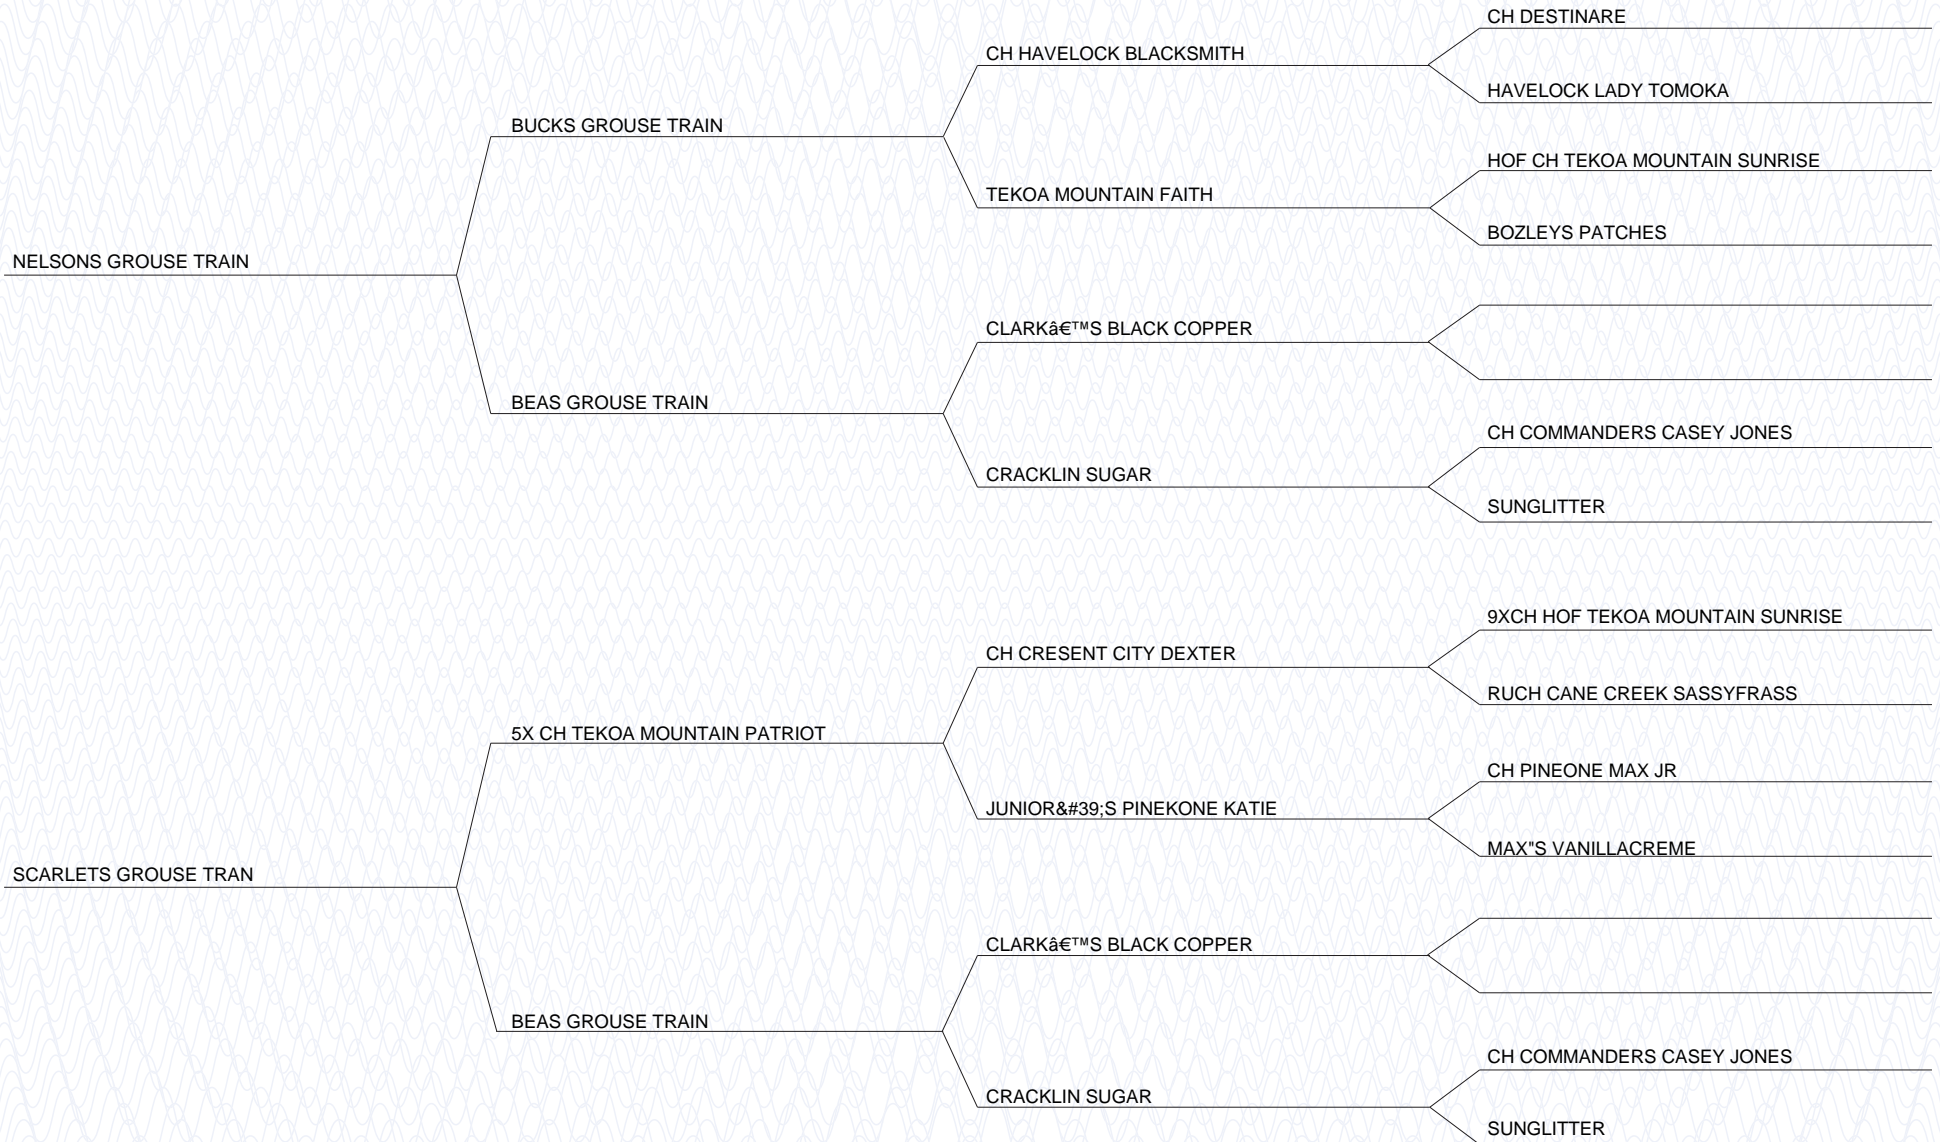 CH DESTINARE
CH HAVELOCK BLACKSMITH
HAVELOCK LADY TOMOKA
BUCKS GROUSE TRAIN
HOF CH TEKOA MOUNTAIN SUNRISE
TEKOA MOUNTAIN FAITH
BOZLEYS PATCHES
NELSONS GROUSE TRAIN
CLARKâ€™S BLACK COPPER
BEAS GROUSE TRAIN
CH COMMANDERS CASEY JONES
CRACKLIN SUGAR
SUNGLITTER
9XCH HOF TEKOA MOUNTAIN SUNRISE
CH CRESENT CITY DEXTER
RUCH CANE CREEK SASSYFRASS
5X CH TEKOA MOUNTAIN PATRIOT
CH PINEONE MAX JR
JUNIOR&#39;S PINEKONE KATIE
MAX"S VANILLACREME
SCARLETS GROUSE TRAN
CLARKâ€™S BLACK COPPER
BEAS GROUSE TRAIN
CH COMMANDERS CASEY JONES
CRACKLIN SUGAR
SUNGLITTER